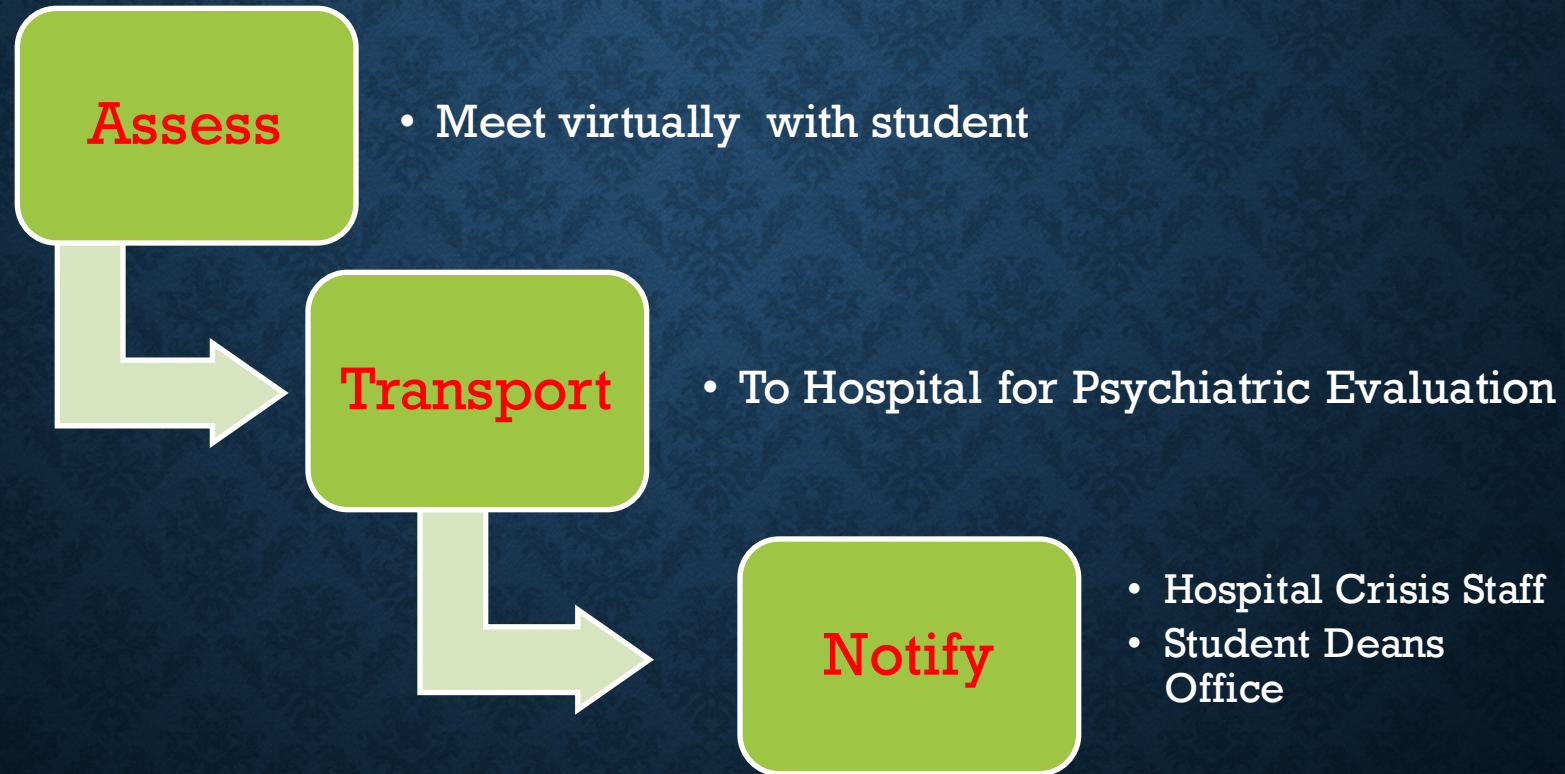 Assess
• Meet virtually  with student
Transport
• To Hospital for Psychiatric Evaluation
Notify
• Hospital Crisis Staff
• Student Deans
Office